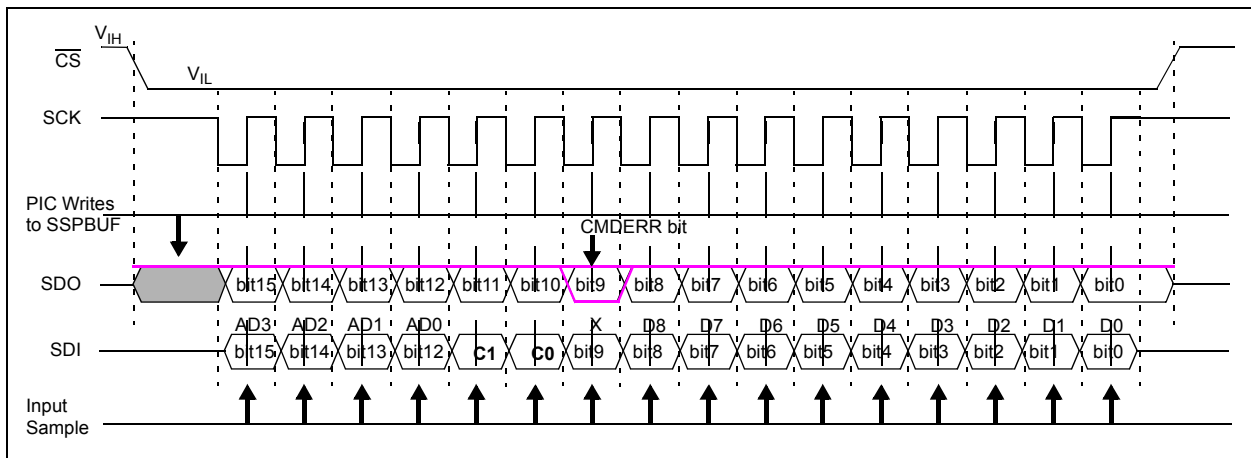 VIH
CS
VIL
SCK
PIC Writes
to SSPBUF
CMDERR bit
SDO
bit15 bit14 bit13 bit12 bit11 bit10 bit9 bit8 bit7 bit6 bit5 bit4 bit3 bit2 bit1 bit0
AD3 AD2 AD1 AD0 X D8 D7 D6 D5 D4 D3 D2 D1 D0
SDI
bit15 bit14 bit13 bit12 C1 C0 bit9 bit8 bit7 bit6 bit5 bit4 bit3 bit2 bit1 bit0
Input
Sample